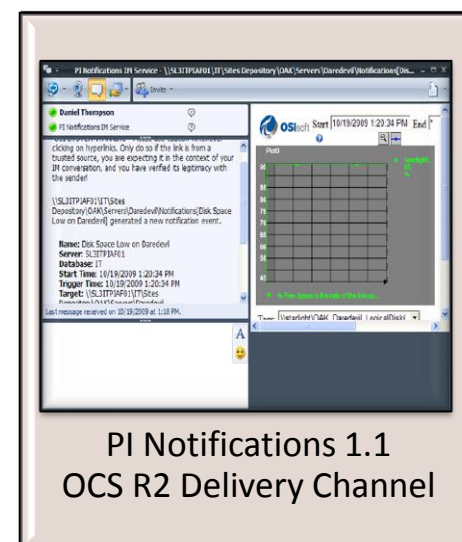 PI Notifications IM Service - \\SL3ITPIAF01\IT\Sites Depository\OAK\Servers\Daredevil\Notifications[Dis...
Invite
Daniel Thompson
PI Notifications IM Service
clicking on hyperlinks. Only do so if the link is from a
trusted source, you are expecting it in the context of your
IM conversation, and you have verified its legitimacy with
the sender!
\\SL3ITPIAF01\IT\Sites
Depository\OAK\Servers\Daredevil\Notifications[Disk Space
Low on Daredevil] generated a new notification event.
Name: Disk Space Low on Daredevil
Server: SL3ITPIAF01
Database: IT
Start Time: 10/19/2009 1:20:34 PM
Trigger Time: 10/19/2009 1:20:34 PM
Target: \\SL3ITPIAF01\IT\Sites
Depository\OAK\Servers\Daredevil
Last message received on 10/19/2009 at 1:18 PM.
A
OSIsoft. Start 10/19/2009 1:20:34 PM End *
Plot0
PI Notifications 1.1
OCS R2 Delivery Channel